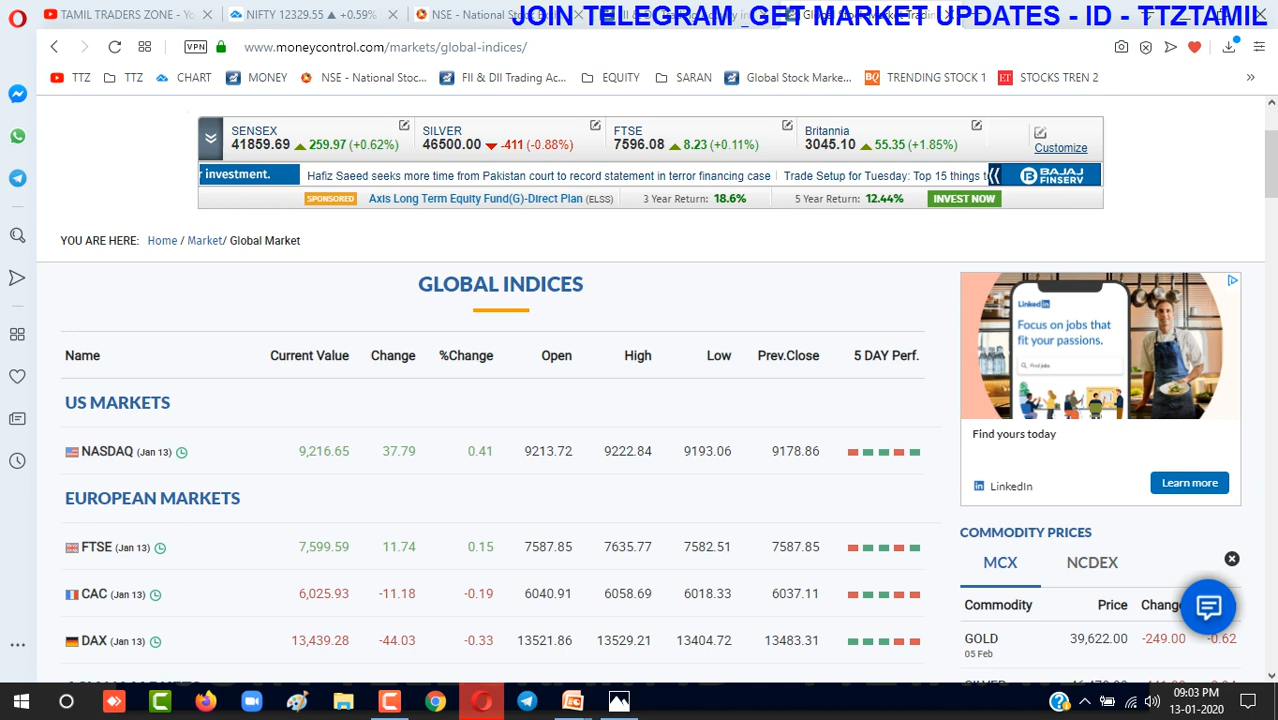 TAMIL TRADERS ZONE - Yo
NIFTY 12329.55 ▲ +0.59%
NSE - National Stock
JOIN TELEGRAM _GET MARKET UPDATES - ID - TTZTAMIL
VPN
www.moneycontrol.com/markets/global-indices/
TTZ
TTZ
CHART
MONEY
NSE - National Stoc...
FII & DII Trading Ac...
EQUITY
SARAN
Global Stock Marke...
BQ TRENDING STOCK 1
ET STOCKS TREN 2
»
SENSEX
41859.69 ▲ 259.97 (+0.62%)
SILVER
46500.00 ▼ -411 (-0.88%)
FTSE
7596.08 ▲ 8.23 (+0.11%)
Britannia
3045.10 ▲ 55.35 (+1.85%)
Customize
r investment.
Hafiz Saeed seeks more time from Pakistan court to record statement in terror financing case
Trade Setup for Tuesday: Top 15 things t
BAJAJ
FINSERV
SPONSORED
Axis Long Term Equity Fund(G)-Direct Plan (ELSS)
3 Year Return: 18.6%
5 Year Return: 12.44%
INVEST NOW
YOU ARE HERE: Home / Market/ Global Market
GLOBAL INDICES
Name Current Value Change %Change Open High Low Prev.Close 5 DAY Perf.
US MARKETS
NASDAQ (Jan 13) 9,216.65 37.79 0.41 9213.72 9222.84 9193.06 9178.86
EUROPEAN MARKETS
FTSE (Jan 13) 7,599.59 11.74 0.15 7587.85 7635.77 7582.51 7587.85
CAC (Jan 13) 6,025.93 -11.18 -0.19 6040.91 6058.69 6018.33 6037.11
DAX (Jan 13) 13,439.28 -44.03 -0.33 13521.86 13529.21 13404.72 13483.31
Linked in
Focus on jobs that
fit your passions.
Find jobs
Find yours today
in LinkedIn
Learn more
COMMODITY PRICES
MCX
NCDEX
Commodity Price Chang
GOLD 39,622.00 -249.00 -0.62
05 Feb
09:03 PM
13-01-2020